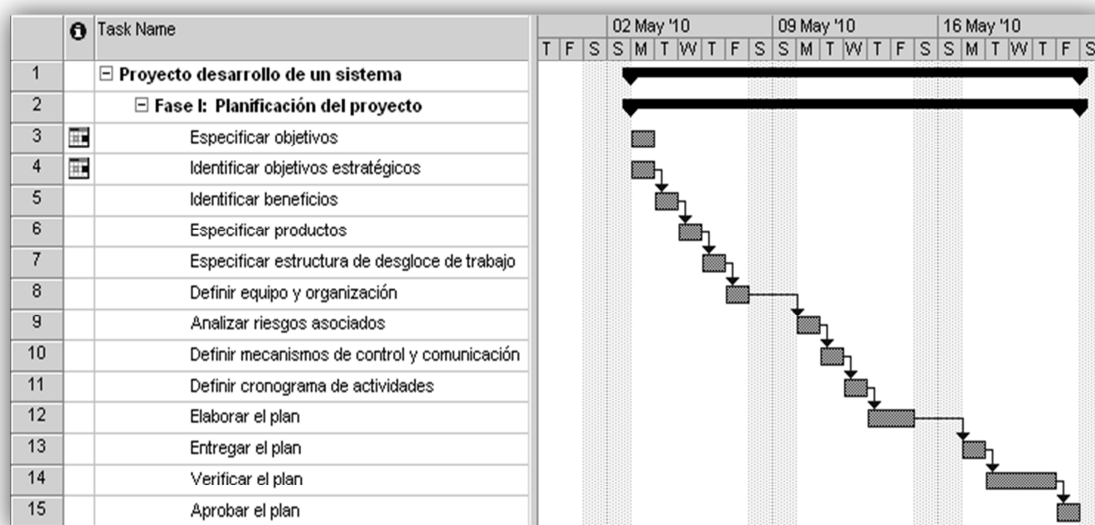 Task Name
02 May '10 09 May '10 16 May '10
T F S S M T W T F S S M T W T F S S M T W T F S
1 Proyecto desarrollo de un sistema
2 Fase I: Planificación del proyecto
3 Especificar objetivos
4 Identificar objetivos estratégicos
5 Identificar beneficios
6 Especificar productos
7 Especificar estructura de desgloce de trabajo
8 Definir equipo y organización
9 Analizar riesgos asociados
10 Definir mecanismos de control y comunicación
11 Definir cronograma de actividades
12 Elaborar el plan
13 Entregar el plan
14 Verificar el plan
15 Aprobar el plan